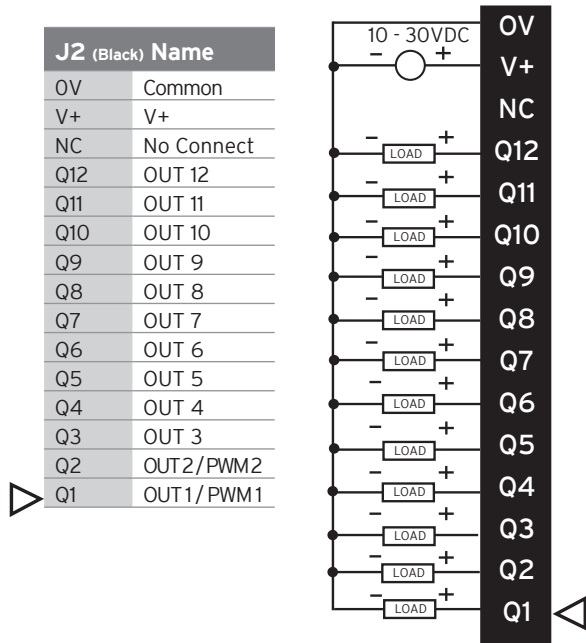 J2 (Black) Name
0V Common
V+ V+
NC No Connect
Q12 OUT 12
Q11 OUT 11
Q10 OUT 10
Q9 OUT 9
Q8 OUT 8
Q7 OUT 7
Q6 OUT 6
Q5 OUT 5
Q4 OUT 4
Q3 OUT 3
Q2 OUT2/PWM2
Q1 OUT1/PWM1
0V
10 - 30VDC
- + V+
NC
- LOAD + Q12
- LOAD + Q11
- LOAD + Q10
- LOAD + Q9
- LOAD + Q8
- LOAD + Q7
- LOAD + Q6
- LOAD + Q5
- LOAD + Q4
- LOAD + Q3
- LOAD + Q2
- LOAD + Q1